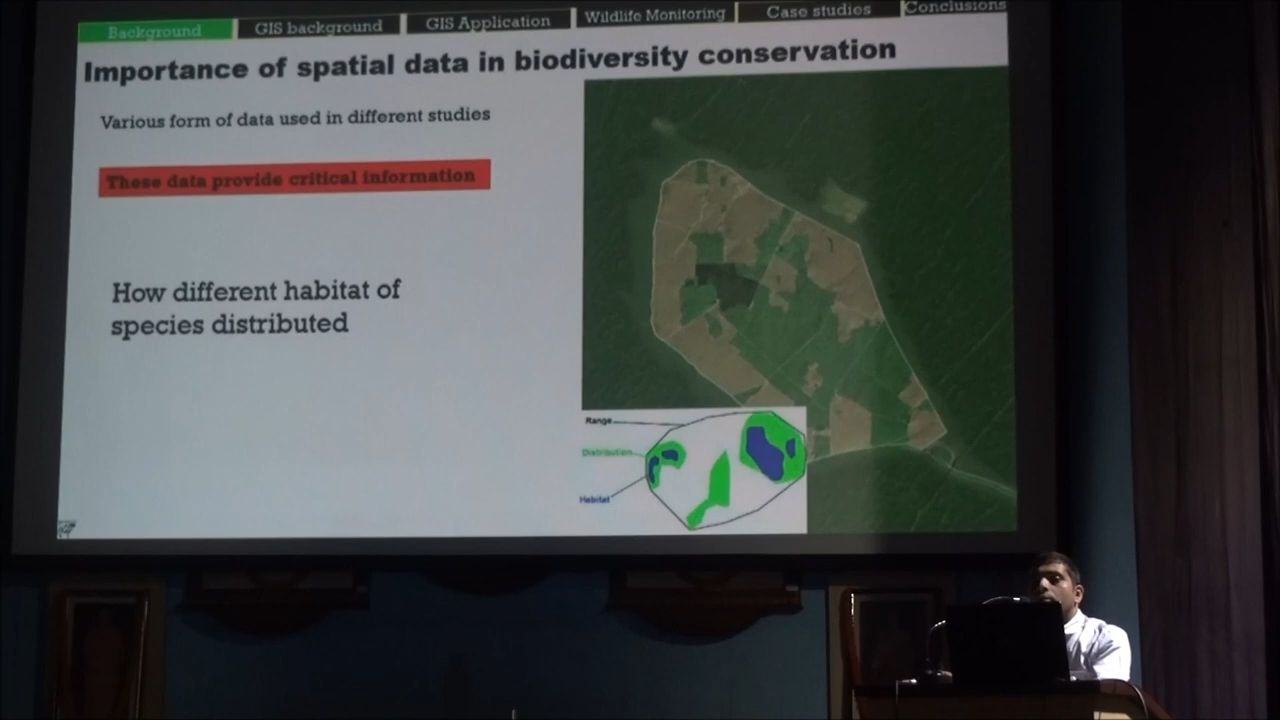 Background
GIS background
GIS Application
Wildlife Monitoring
Case studies
Conclusions
Importance of spatial data in biodiversity conservation
Various form of data used in different studies
These data provide critical information
How different habitat of
species distributed
Range
Distribution
Habitat